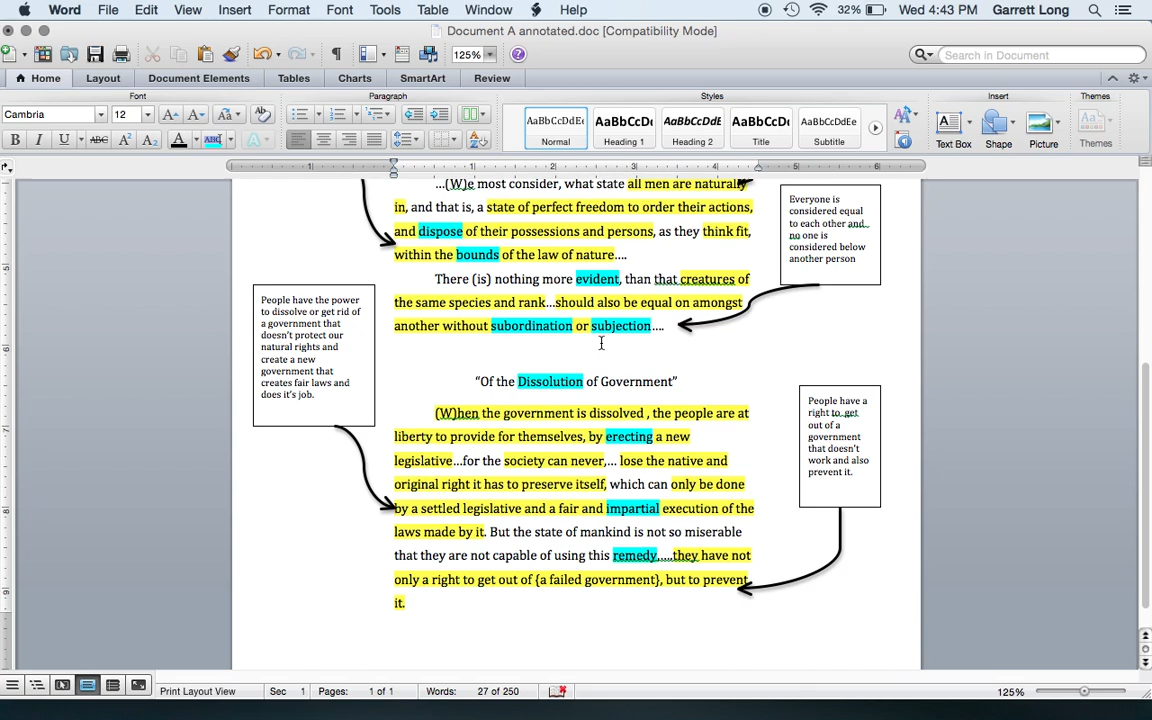 Word File Edit View Insert Format Font Tools Table Window Help 32% Wed 4:43 PM Garrett Long
Document A annotated.doc [Compatibility Mode]
125% Search in Document
Home Layout Document Elements Tables Charts SmartArt Review
Font Paragraph Styles Insert Themes
Cambria 12 Aa
AaBbCcDdEe AaBbCcDc AaBbCcDdE AaBbCcDc AaBbCcDdEe
Normal Heading 1 Heading 2 Title Subtitle
Text Box Shape Picture Themes
B I U ABC A² A₂ A ABC A
…(W)e most consider, what state all men are naturally
in, and that is, a state of perfect freedom to order their actions,
and dispose of their possessions and persons, as they think fit,
within the bounds of the law of nature….
There (is) nothing more evident, than that creatures of
the same species and rank…should also be equal on amongst
another without subordination or subjection….
Everyone is
considered equal
to each other and
no one is
considered below
another person
People have the power
to dissolve or get rid of
a government that
doesn't protect our
natural rights and
create a new
government that
creates fair laws and
does it's job.
“Of the Dissolution of Government”
(W)hen the government is dissolved , the people are at
liberty to provide for themselves, by erecting a new
legislative…for the society can never,… lose the native and
original right it has to preserve itself, which can only be done
by a settled legislative and a fair and impartial execution of the
laws made by it. But the state of mankind is not so miserable
that they are not capable of using this remedy…..they have not
only a right to get out of {a failed government}, but to prevent
it.
People have a
right to get
out of a
government
that doesn't
work and also
prevent it.
Print Layout View Sec 1 Pages: 1 of 1 Words: 27 of 250 125%